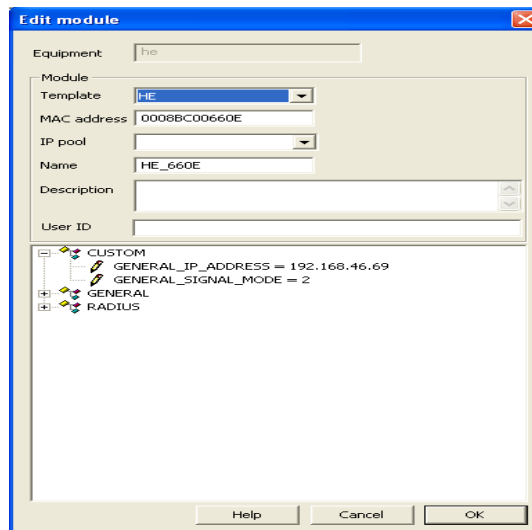 Edit module
Equipment he
Module
Template HE
MAC address 0008BC00660E
IP pool
Name HE_660E
Description
User ID
CUSTOM
GENERAL_IP_ADDRESS = 192.168.46.69
GENERAL_SIGNAL_MODE = 2
GENERAL
RADIUS
Help Cancel OK